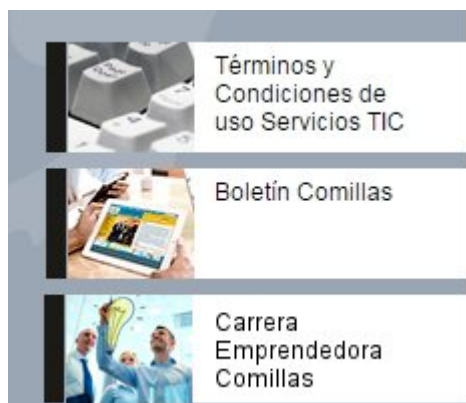 Términos y
Condiciones de
uso Servicios TIC
Boletín Comillas
Carrera
Emprendedora
Comillas